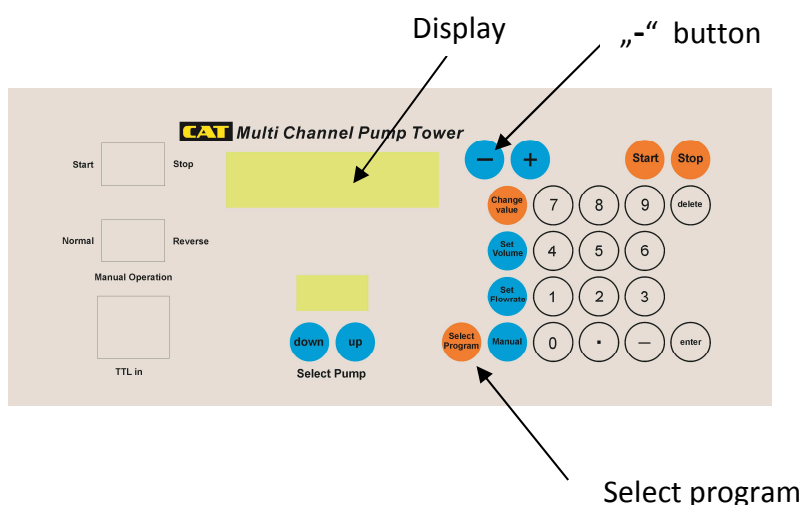 Display
„-“ button
CAT Multi Channel Pump Tower
Start Stop
− + Start Stop
Change value 7 8 9 delete
Normal Reverse
Set Volume 4 5 6
Manual Operation
Set Flowrate 1 2 3
down up
Select Program Manual 0 . – enter
TTL in
Select Pump
Select program